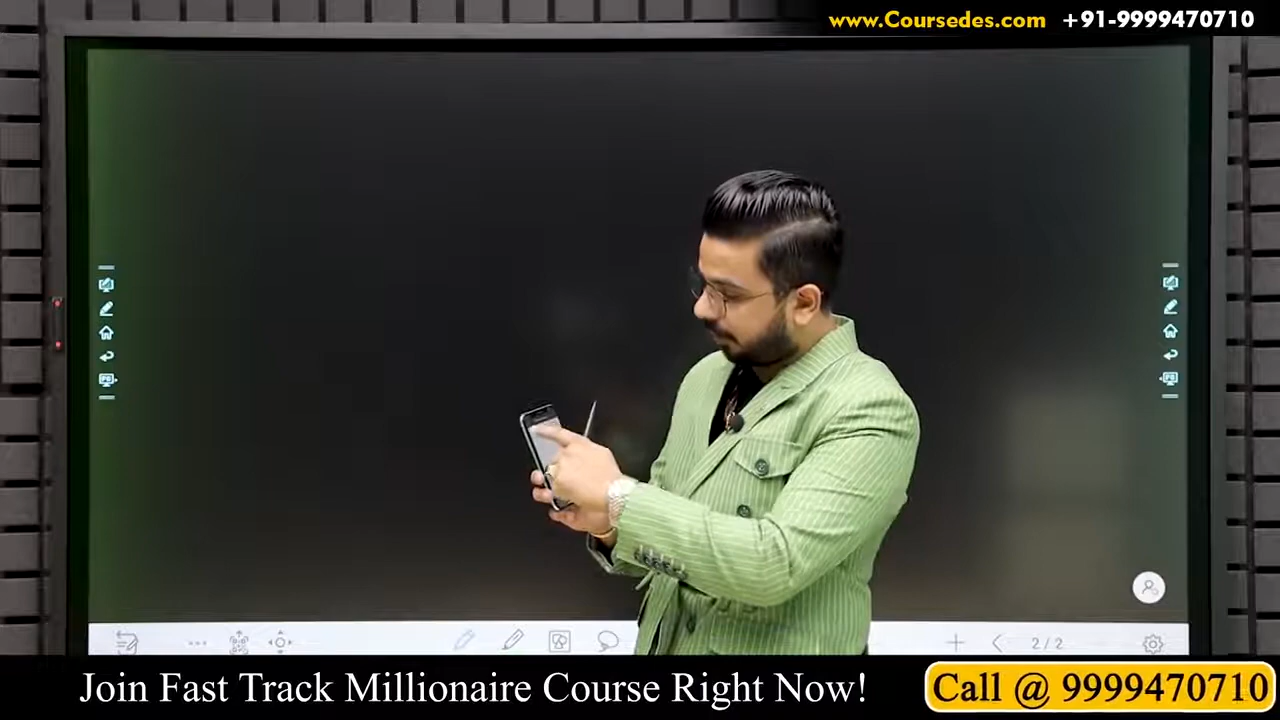 www.Coursedes.com +91-9999470710
2/2
Join Fast Track Millionaire Course Right Now!
Call @ 9999470710